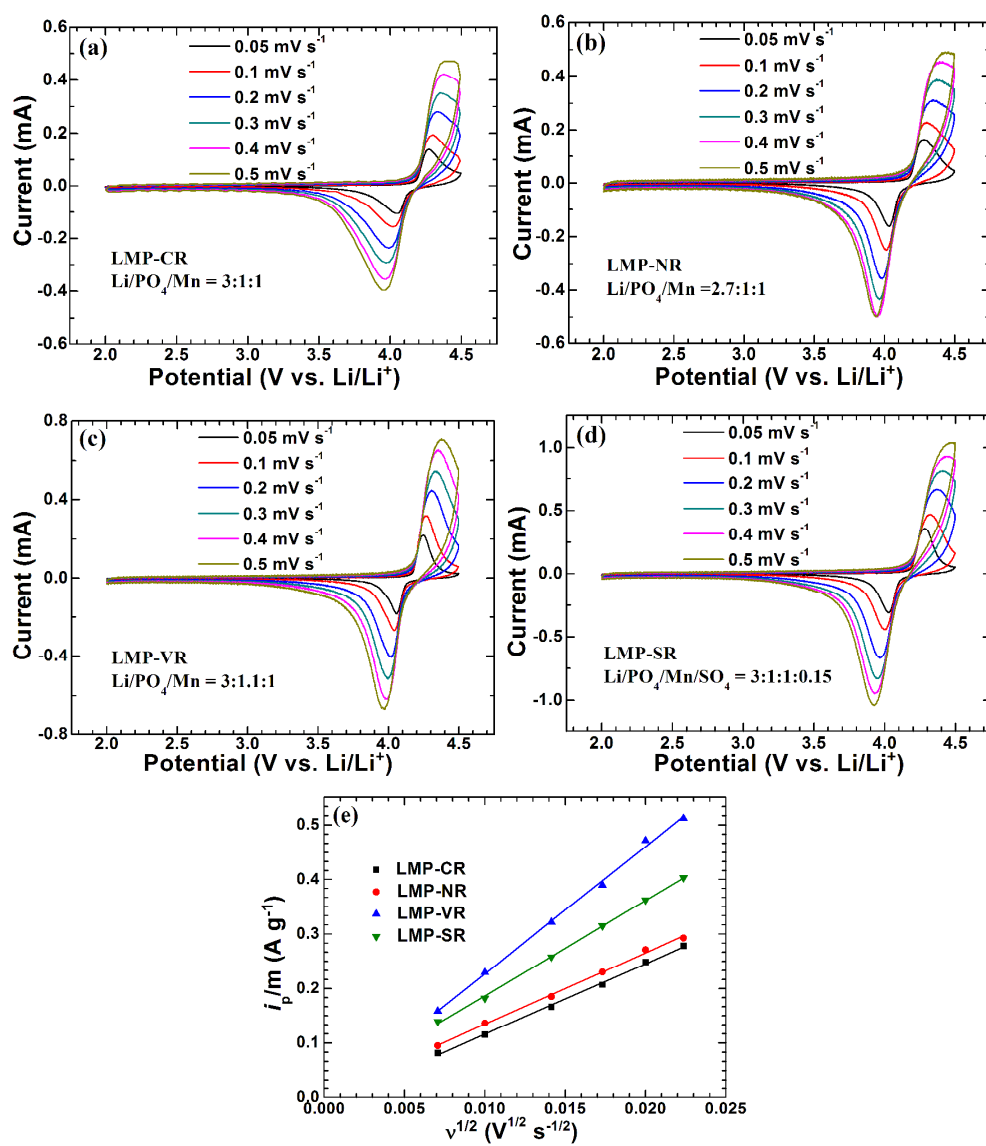 (a)
0.05 mV s⁻¹
0.1 mV s⁻¹
0.2 mV s⁻¹
0.3 mV s⁻¹
0.4 mV s⁻¹
0.5 mV s⁻¹
0.6
0.4
0.2
0.0
-0.2
-0.4
-0.6
Current (mA)
LMP-CR
Li/PO₄/Mn = 3:1:1
2.0 2.5 3.0 3.5 4.0 4.5
Potential (V vs. Li/Li⁺)
(b)
0.05 mV s⁻¹
0.1 mV s⁻¹
0.2 mV s⁻¹
0.3 mV s⁻¹
0.4 mV s⁻¹
0.5 mV s⁻¹
0.6
0.4
0.2
0.0
-0.2
-0.4
-0.6
Current (mA)
LMP-NR
Li/PO₄/Mn =2.7:1:1
2.0 2.5 3.0 3.5 4.0 4.5
Potential (V vs. Li/Li⁺)
(c)
0.05 mV s⁻¹
0.1 mV s⁻¹
0.2 mV s⁻¹
0.3 mV s⁻¹
0.4 mV s⁻¹
0.5 mV s⁻¹
0.8
0.4
0.0
-0.4
-0.8
Current (mA)
LMP-VR
Li/PO₄/Mn = 3:1.1:1
2.0 2.5 3.0 3.5 4.0 4.5
Potential (V vs. Li/Li⁺)
(d)
0.05 mV s⁻¹
0.1 mV s⁻¹
0.2 mV s⁻¹
0.3 mV s⁻¹
0.4 mV s⁻¹
0.5 mV s⁻¹
1.0
0.5
0.0
-0.5
-1.0
Current (mA)
LMP-SR
Li/PO₄/Mn/SO₄ = 3:1:1:0.15
2.0 2.5 3.0 3.5 4.0 4.5
Potential (V vs. Li/Li⁺)
(e)
LMP-CR
LMP-NR
LMP-VR
LMP-SR
0.5
0.4
0.3
0.2
0.1
0.0
iₚ/m (A g⁻¹)
0.000 0.005 0.010 0.015 0.020 0.025
ν¹ᐟ² (V¹ᐟ² s⁻¹ᐟ²)